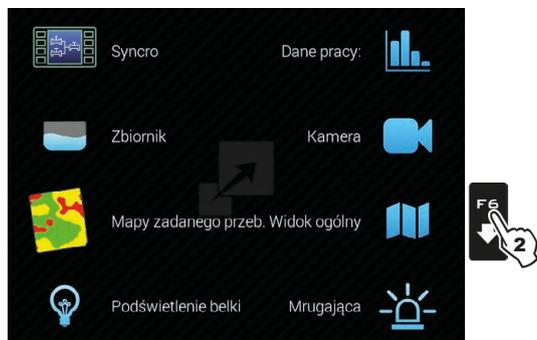 Syncro Dane pracy:
Zbiornik Kamera
Mapy zadanego przeb. Widok ogólny
F6
2
Podświetlenie belki Mrugająca